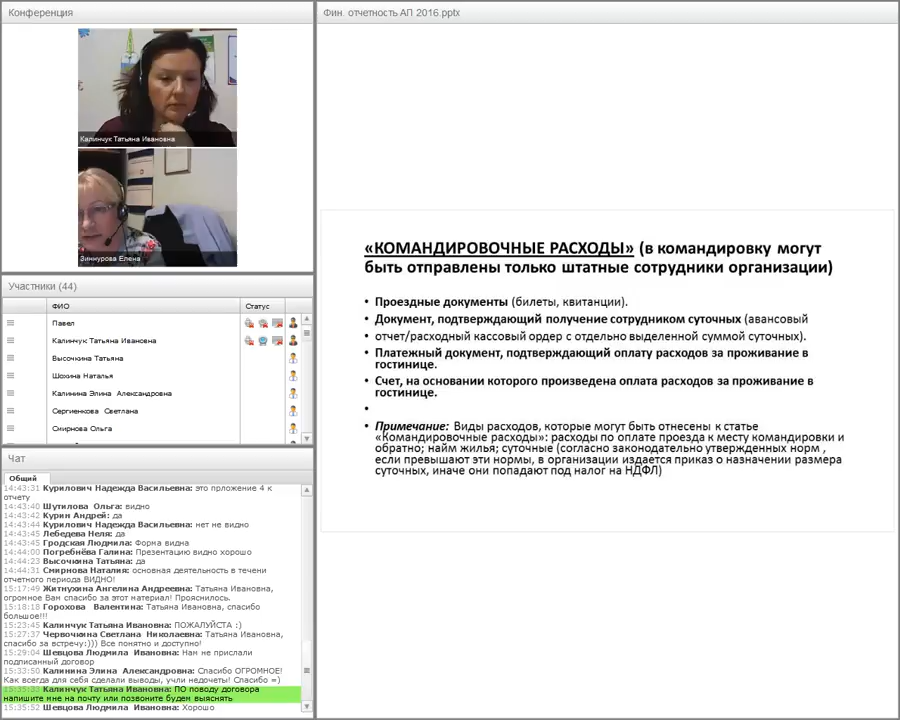 Конференция
Калинчук Татьяна Ивановна
Зиннурова Елена
Участники (44)
ФИО
Статус
Павел
Калинчук Татьяна Ивановна
Высочкина Татьяна
Шохина Наталья
Калинина Элина Александровна
Сергиенкова Светлана
Смирнова Ольга
Чат
Общий
14:43:31 Курилович Надежда Васильевна: это прложение 4 к
отчету
14:43:40 Шутилова Ольга: видно
14:43:42 Курин Андрей: да
14:43:44 Курилович Надежда Васильевна: нет не видно
14:43:45 Лебедева Неля: да
14:43:45 Гродская Людмила: Форма видна
14:43:52 Погребнёва Галина: Презентацию видно хорошо
14:44:23 Высочкина Татьяна: да
14:44:31 Смирнова Наталия: основная деятельность в течени
отчетного периода ВИДНО!
15:17:49 Житнухина Ангелина Андреевна: Татьяна Ивановна,
огромное Вам спасибо за этот материал! Прояснилось.
15:18:18 Горохова Валентина: Татьяна Ивановна, спасибо
большое!!!
15:23:45 Калинчук Татьяна Ивановна: ПОЖАЛУЙСТА :)
15:27:37 Червочкина Светлана Николаевна: Татьяна Ивановна,
спасибо за встречу:))) Все понятно и доступно!
15:29:04 Шевцова Людмила Ивановна: Нам не прислали
подписанный договор
15:33:50 Калинина Элина Александровна: Спасибо ОГРОМНОЕ!
Как всегда для себя сделали выводы, учли недочеты! Спасибо =)
15:35:33 Калинчук Татьяна Ивановна: ПО поводу договора
напишите мне на почту или позвоните будем выяснять
15:35:52 Шевцова Людмила Ивановна: Хорошо
Фин. отчетность АП 2016.pptx
«КОМАНДИРОВОЧНЫЕ РАСХОДЫ» (в командировку могут
быть отправлены только штатные сотрудники организации)
• Проездные документы (билеты, квитанции).
• Документ, подтверждающий получение сотрудником суточных (авансовый
• отчет/расходный кассовый ордер с отдельно выделенной суммой суточных).
• Платежный документ, подтверждающий оплату расходов за проживание в
гостинице.
• Счет, на основании которого произведена оплата расходов за проживание в
гостинице.
•
• Примечание: Виды расходов, которые могут быть отнесены к статье
«Командировочные расходы»: расходы по оплате проезда к месту командировки и
обратно; найм жилья; суточные (согласно законодательно утвержденных норм ,
если превышают эти нормы, в организации издается приказ о назначении размера
суточных, иначе они попадают под налог на НДФЛ)